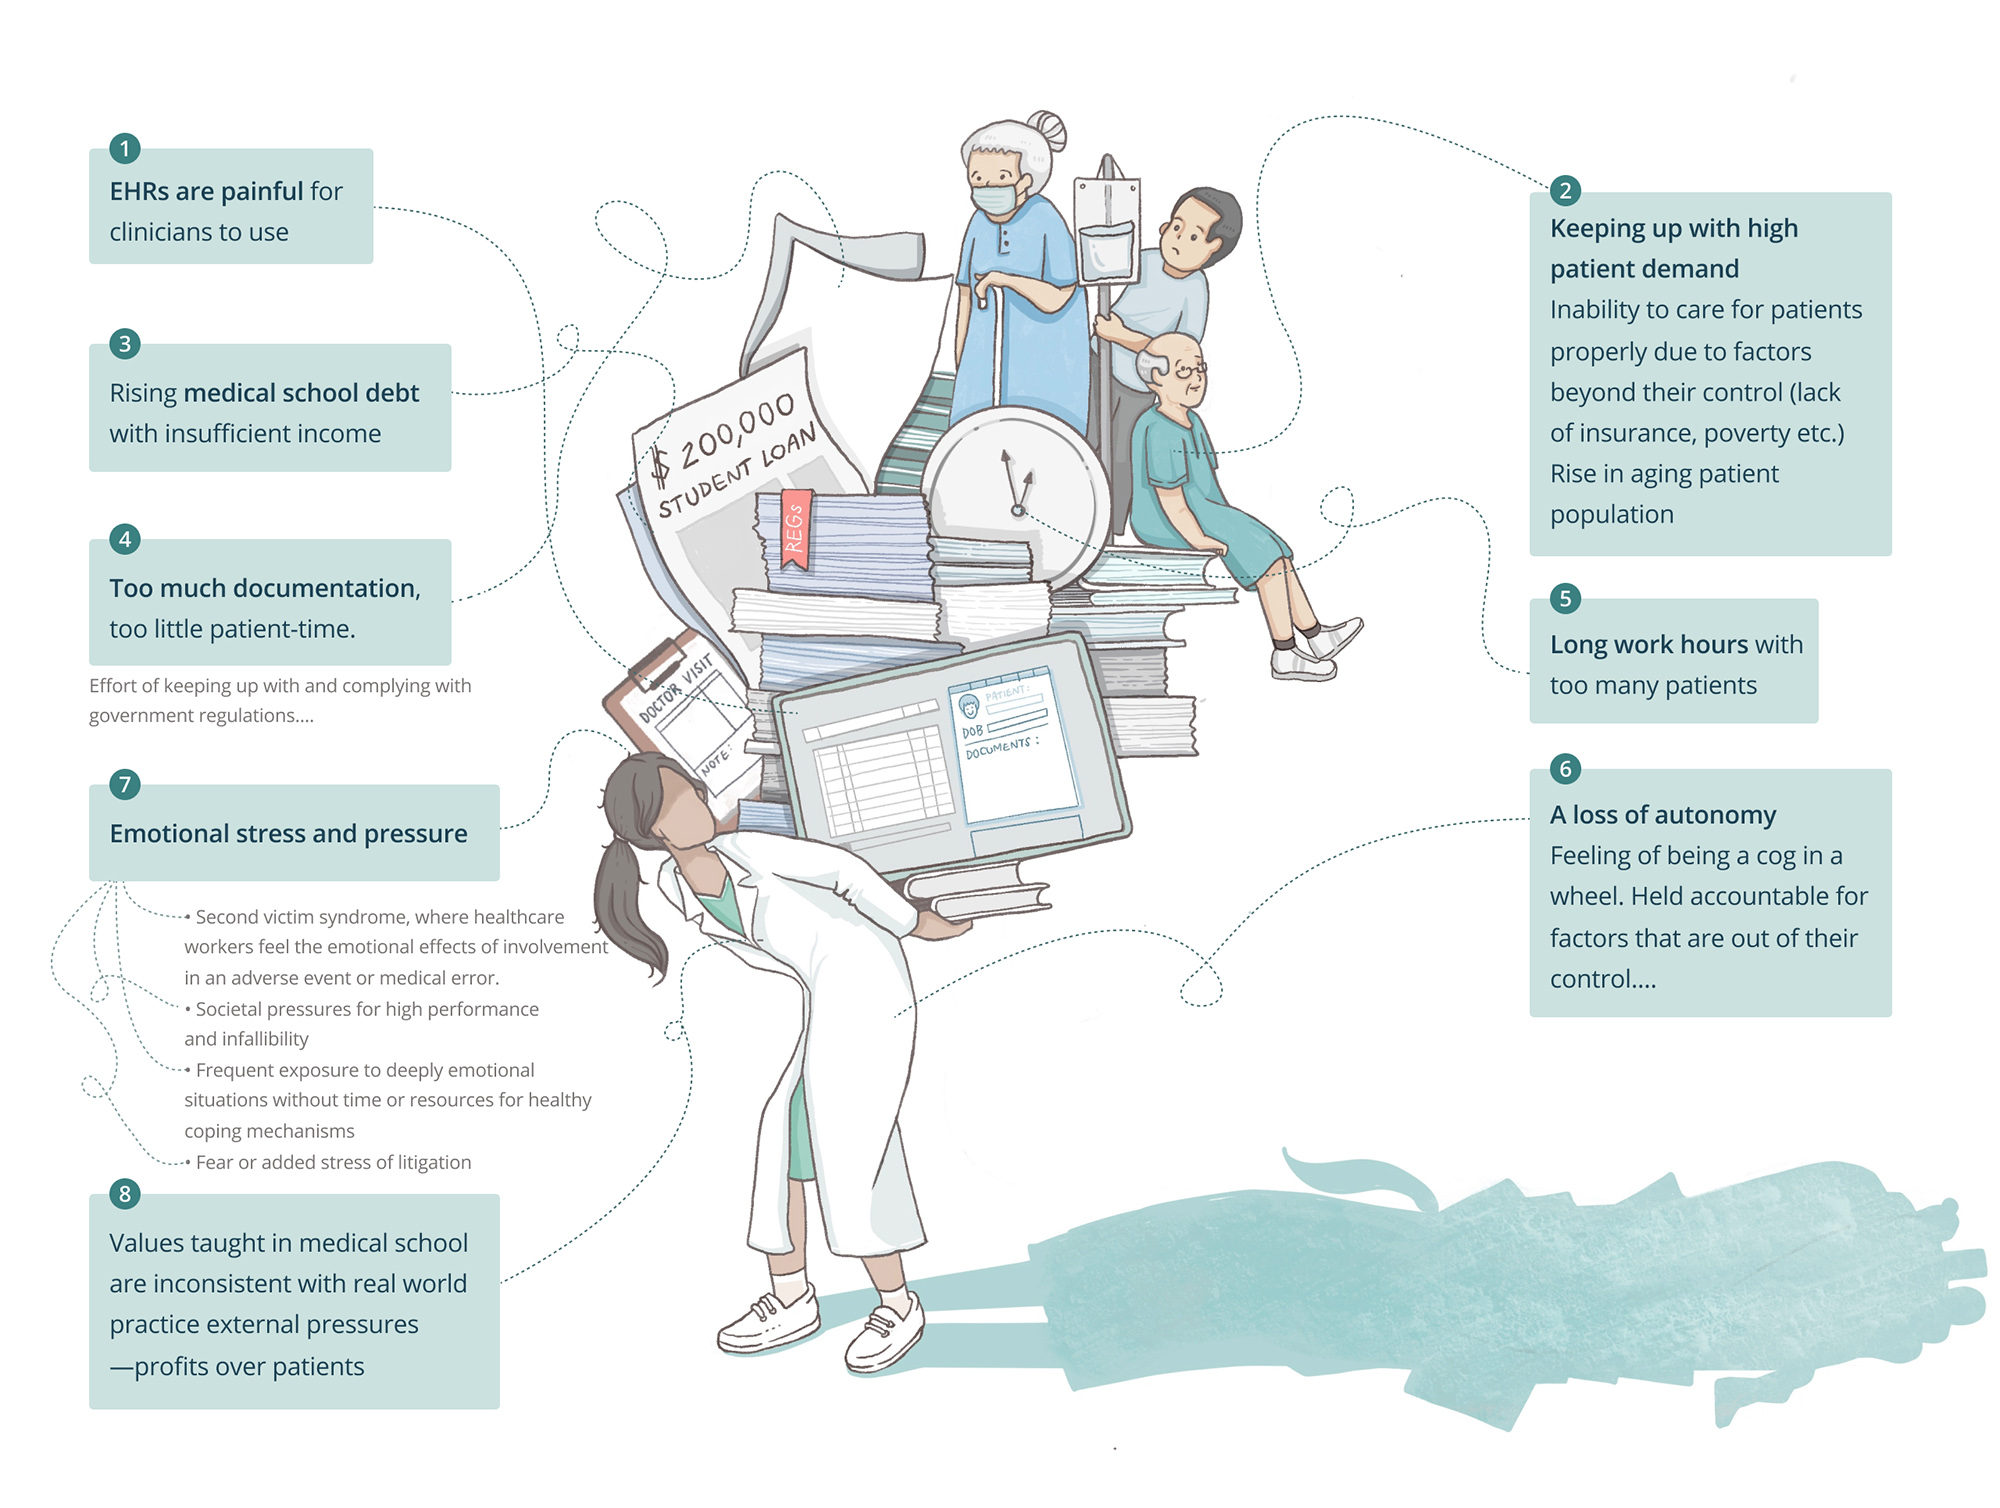 1
EHRs are painful for
clinicians to use
2
Keeping up with high
patient demand
Inability to care for patients
properly due to factors
beyond their control (lack
of insurance, poverty etc.)
Rise in aging patient
population
3
Rising medical school debt
with insufficient income
4
Too much documentation,
too little patient-time.
Effort of keeping up with and complying with
government regulations....
5
Long work hours with
too many patients
6
A loss of autonomy
Feeling of being a cog in a
wheel. Held accountable for
factors that are out of their
control....
7
Emotional stress and pressure
• Second victim syndrome, where healthcare
workers feel the emotional effects of involvement
in an adverse event or medical error.
• Societal pressures for high performance
and infallibility
• Frequent exposure to deeply emotional
situations without time or resources for healthy
coping mechanisms
• Fear or added stress of litigation
8
Values taught in medical school
are inconsistent with real world
practice external pressures
—profits over patients
$ 200,000
STUDENT LOAN
REGs
DOCTOR VISIT
NOTE:
PATIENT:
DOB
DOCUMENTS: